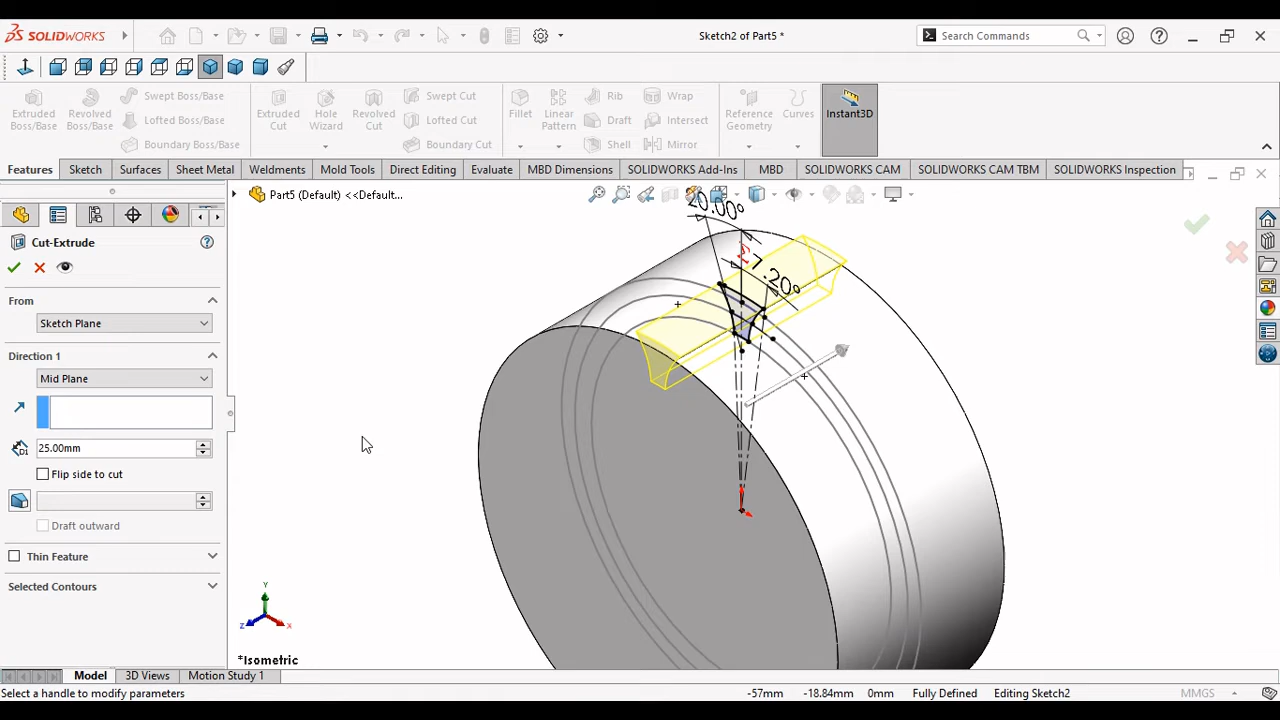 SOLIDWORKS
Sketch2 of Part5 *
Search Commands
Extruded Boss/Base
Revolved Boss/Base
Swept Boss/Base
Lofted Boss/Base
Boundary Boss/Base
Extruded Cut
Hole Wizard
Revolved Cut
Swept Cut
Lofted Cut
Boundary Cut
Fillet
Linear Pattern
Rib
Draft
Shell
Wrap
Intersect
Mirror
Reference Geometry
Curves
Instant3D
Features
Sketch
Surfaces
Sheet Metal
Weldments
Mold Tools
Direct Editing
Evaluate
MBD Dimensions
SOLIDWORKS Add-Ins
MBD
SOLIDWORKS CAM
SOLIDWORKS CAM TBM
SOLIDWORKS Inspection
Part5 (Default) <<Default...
Cut-Extrude
From
Sketch Plane
Direction 1
Mid Plane
D1
25.00mm
Flip side to cut
Draft outward
Thin Feature
Selected Contours
20.00°
7.20°
Y
Z
X
*Isometric
Model
3D Views
Motion Study 1
Select a handle to modify parameters
-57mm
-18.84mm
0mm
Fully Defined
Editing Sketch2
MMGS